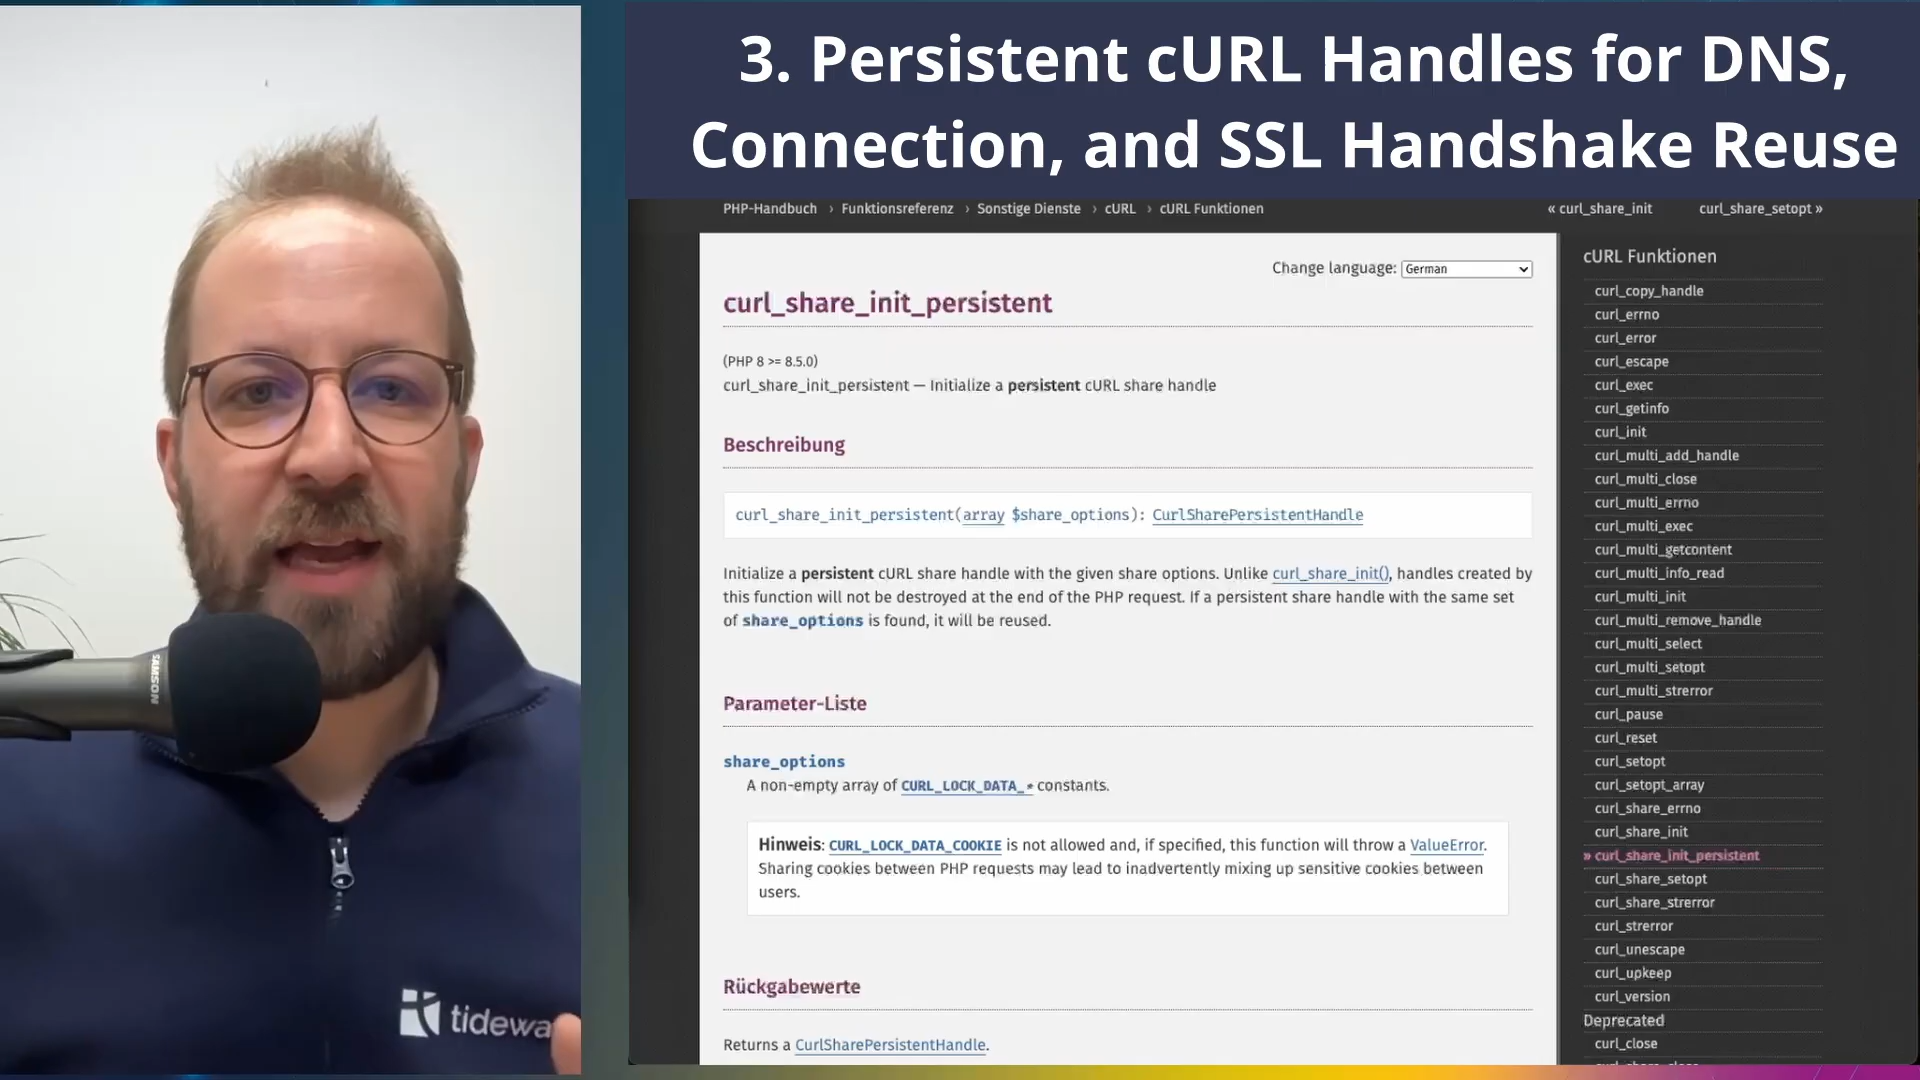 3. Persistent cURL Handles for DNS,
Connection, and SSL Handshake Reuse
PHP-Handbuch › Funktionsreferenz › Sonstige Dienste › cURL › cURL Funktionen
« curl_share_init curl_share_setopt »
Change language: German
curl_share_init_persistent
(PHP 8 >= 8.5.0)
curl_share_init_persistent — Initialize a persistent cURL share handle
Beschreibung
curl_share_init_persistent(array $share_options): CurlSharePersistentHandle
Initialize a persistent cURL share handle with the given share options. Unlike curl_share_init(), handles created by
this function will not be destroyed at the end of the PHP request. If a persistent share handle with the same set
of share_options is found, it will be reused.
Parameter-Liste
share_options
A non-empty array of CURL_LOCK_DATA_* constants.
Hinweis: CURL_LOCK_DATA_COOKIE is not allowed and, if specified, this function will throw a ValueError.
Sharing cookies between PHP requests may lead to inadvertently mixing up sensitive cookies between
users.
Rückgabewerte
Returns a CurlSharePersistentHandle.
cURL Funktionen
curl_copy_handle
curl_errno
curl_error
curl_escape
curl_exec
curl_getinfo
curl_init
curl_multi_add_handle
curl_multi_close
curl_multi_errno
curl_multi_exec
curl_multi_getcontent
curl_multi_info_read
curl_multi_init
curl_multi_remove_handle
curl_multi_select
curl_multi_setopt
curl_multi_strerror
curl_pause
curl_reset
curl_setopt
curl_setopt_array
curl_share_errno
curl_share_init
» curl_share_init_persistent
curl_share_setopt
curl_share_strerror
curl_strerror
curl_unescape
curl_upkeep
curl_version
Deprecated
curl_close
SAMSON
tidewa